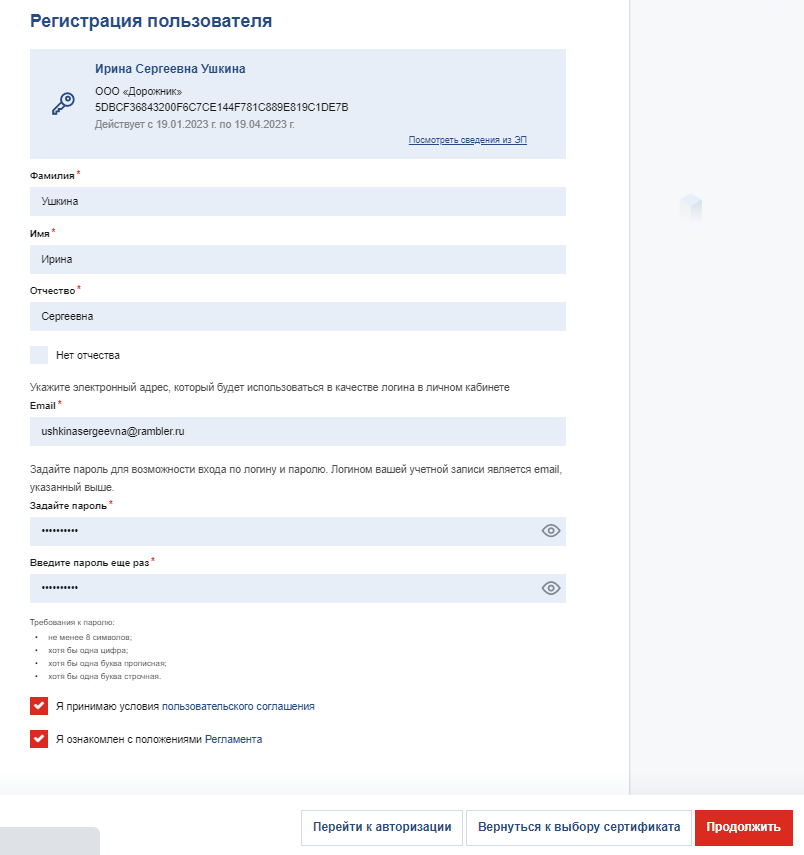 Регистрация пользователя
Ирина Сергеевна Ушкина
ООО «Дорожник»
5DBCF36843200F6C7CE144F781C889E819C1DE7B
Действует с 19.01.2023 г. по 19.04.2023 г.
Посмотреть сведения из ЭП
Фамилия*
Ушкина
Имя*
Ирина
Отчество*
Сергеевна
Нет отчества
Укажите электронный адрес, который будет использоваться в качестве логина в личном кабинете
Email*
ushkinasergeevna@rambler.ru
Задайте пароль для возможности входа по логину и паролю. Логином вашей учетной записи является email,
указанный выше.
Задайте пароль*
••••••••••
Введите пароль еще раз*
••••••••••
Требования к паролю:
• не менее 8 символов;
• хотя бы одна цифра;
• хотя бы одна буква прописная;
• хотя бы одна буква строчная.
Я принимаю условия пользовательского соглашения
Я ознакомлен с положениями Регламента
Перейти к авторизации
Вернуться к выбору сертификата
Продолжить